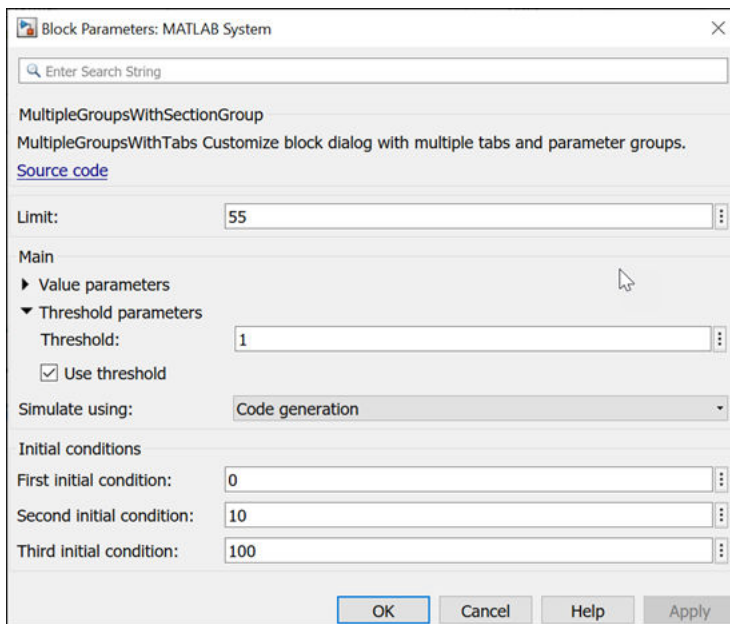 Block Parameters: MATLAB System
Enter Search String
MultipleGroupsWithSectionGroup
MultipleGroupsWithTabs Customize block dialog with multiple tabs and parameter groups.
Source code
Limit: 55
Main
Value parameters
Threshold parameters
Threshold: 1
Use threshold
Simulate using: Code generation
Initial conditions
First initial condition: 0
Second initial condition: 10
Third initial condition: 100
OK Cancel Help Apply